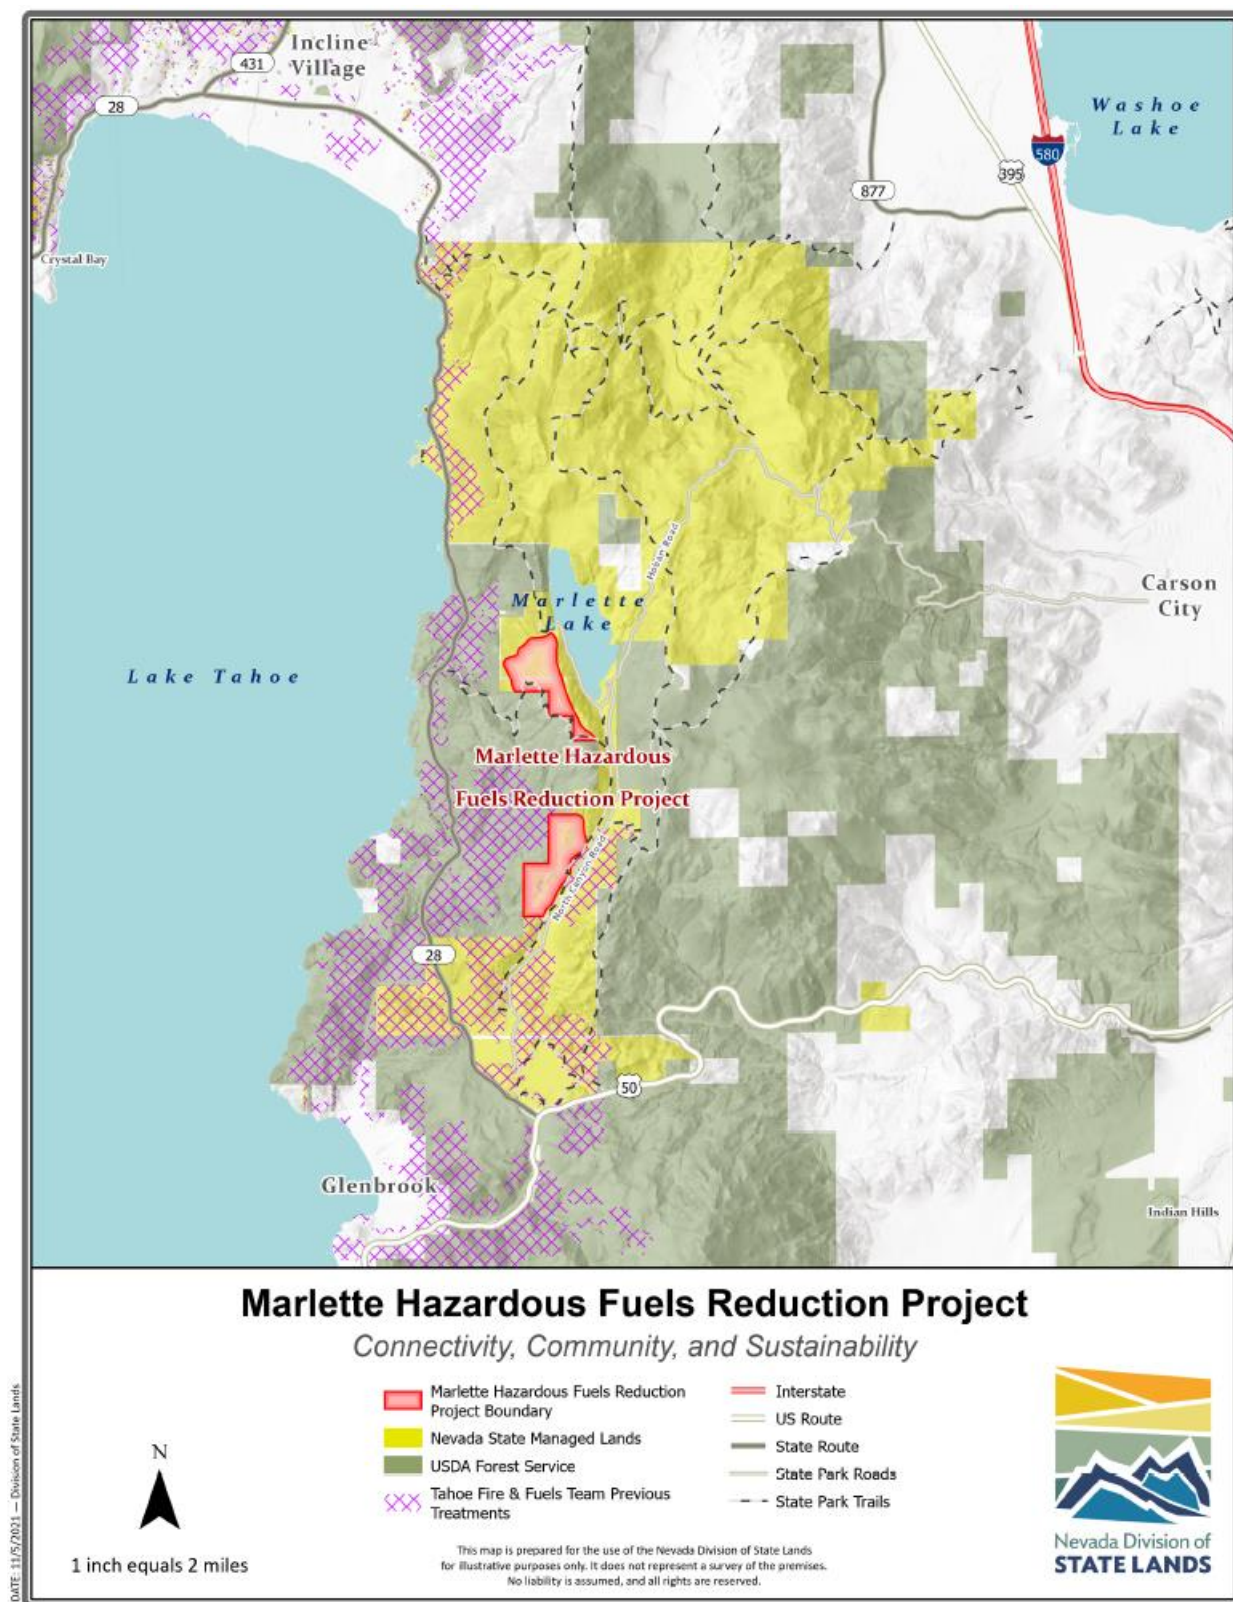 Incline
Village
431
28
Washoe
Lake
580
395
877
Crystal Bay
Hobart Road
Marlette
Lake
Carson
City
Lake Tahoe
Marlette Hazardous
Fuels Reduction Project
North Canyon Road
28
50
Glenbrook
Indian Hills
Marlette Hazardous Fuels Reduction Project
Connectivity, Community, and Sustainability
Marlette Hazardous Fuels Reduction
Project Boundary
Nevada State Managed Lands
USDA Forest Service
Tahoe Fire & Fuels Team Previous
Treatments
Interstate
US Route
State Route
State Park Roads
State Park Trails
N
1 inch equals 2 miles
This map is prepared for the use of the Nevada Division of State Lands
for illustrative purposes only. It does not represent a survey of the premises.
No liability is assumed, and all rights are reserved.
Nevada Division of
STATE LANDS
DATE: 11/5/2021 — Division of State Lands